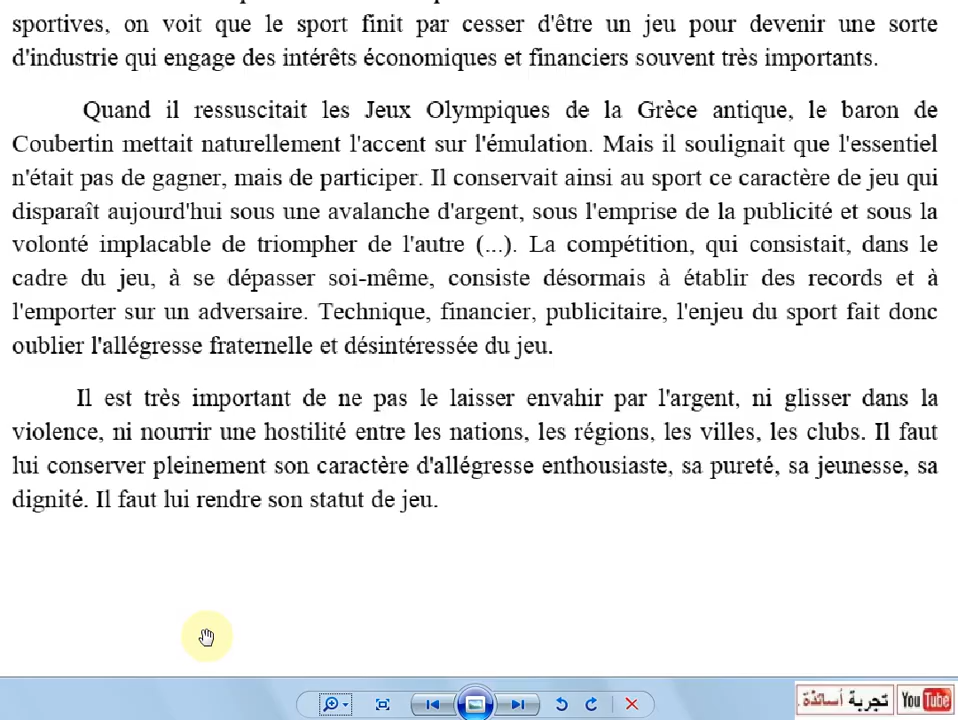 sportives, on voit que le sport finit par cesser d'être un jeu pour devenir une sorte
d'industrie qui engage des intérêts économiques et financiers souvent très importants.
Quand il ressuscitait les Jeux Olympiques de la Grèce antique, le baron de
Coubertin mettait naturellement l'accent sur l'émulation. Mais il soulignait que l'essentiel
n'était pas de gagner, mais de participer. Il conservait ainsi au sport ce caractère de jeu qui
disparaît aujourd'hui sous une avalanche d'argent, sous l'emprise de la publicité et sous la
volonté implacable de triompher de l'autre (...). La compétition, qui consistait, dans le
cadre du jeu, à se dépasser soi-même, consiste désormais à établir des records et à
l'emporter sur un adversaire. Technique, financier, publicitaire, l'enjeu du sport fait donc
oublier l'allégresse fraternelle et désintéressée du jeu.
Il est très important de ne pas le laisser envahir par l'argent, ni glisser dans la
violence, ni nourrir une hostilité entre les nations, les régions, les villes, les clubs. Il faut
lui conserver pleinement son caractère d'allégresse enthousiaste, sa pureté, sa jeunesse, sa
dignité. Il faut lui rendre son statut de jeu.
تجربة أساتذة YouTube